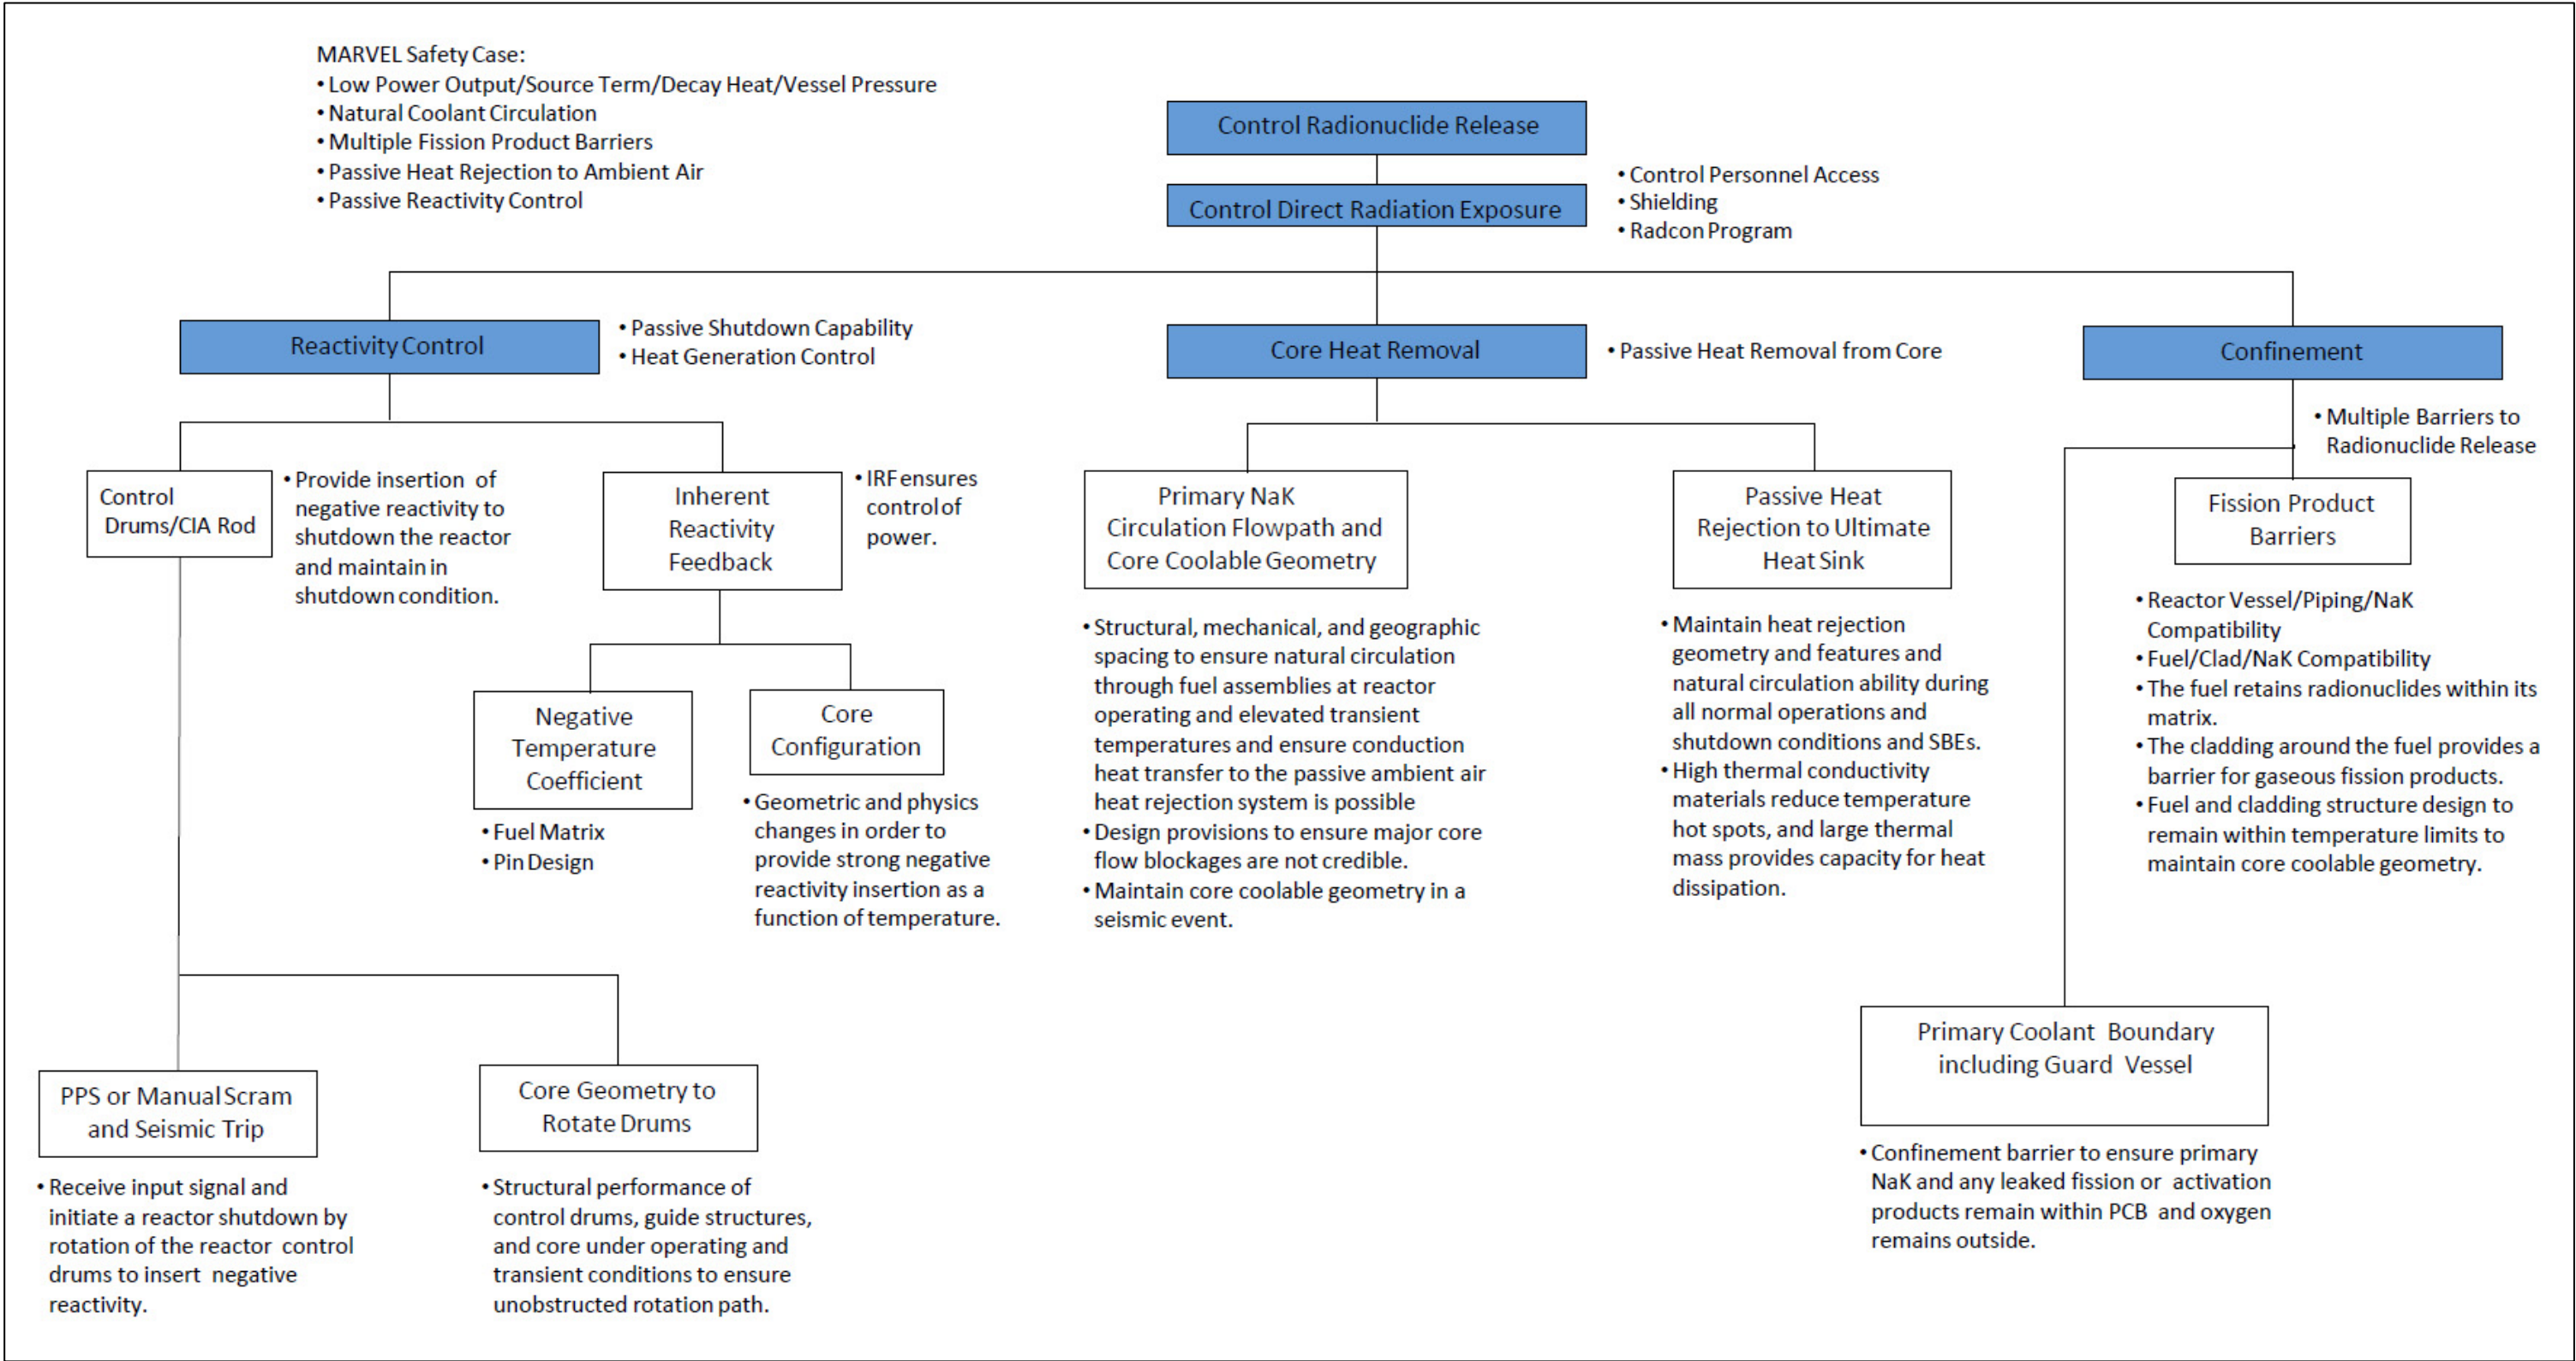 MARVEL Safety Case:
• Low Power Output/Source Term/Decay Heat/Vessel Pressure
• Natural Coolant Circulation
• Multiple Fission Product Barriers
• Passive Heat Rejection to Ambient Air
• Passive Reactivity Control
Control Radionuclide Release
Control Direct Radiation Exposure
• Control Personnel Access
• Shielding
• Radcon Program
Reactivity Control
• Passive Shutdown Capability
• Heat Generation Control
Core Heat Removal
• Passive Heat Removal from Core
Confinement
• Multiple Barriers to
Radionuclide Release
Control
Drums/CIA Rod
• Provide insertion of
negative reactivity to
shutdown the reactor
and maintain in
shutdown condition.
Inherent
Reactivity
Feedback
• IRF ensures
control of
power.
Negative
Temperature
Coefficient
• Fuel Matrix
• Pin Design
Core
Configuration
• Geometric and physics
changes in order to
provide strong negative
reactivity insertion as a
function of temperature.
Primary NaK
Circulation Flowpath and
Core Coolable Geometry
• Structural, mechanical, and geographic
spacing to ensure natural circulation
through fuel assemblies at reactor
operating and elevated transient
temperatures and ensure conduction
heat transfer to the passive ambient air
heat rejection system is possible
• Design provisions to ensure major core
flow blockages are not credible.
• Maintain core coolable geometry in a
seismic event.
Passive Heat
Rejection to Ultimate
Heat Sink
• Maintain heat rejection
geometry and features and
natural circulation ability during
all normal operations and
shutdown conditions and SBEs.
• High thermal conductivity
materials reduce temperature
hot spots, and large thermal
mass provides capacity for heat
dissipation.
Fission Product
Barriers
• Reactor Vessel/Piping/NaK
Compatibility
• Fuel/Clad/NaK Compatibility
• The fuel retains radionuclides within its
matrix.
• The cladding around the fuel provides a
barrier for gaseous fission products.
• Fuel and cladding structure design to
remain within temperature limits to
maintain core coolable geometry.
PPS or Manual Scram
and Seismic Trip
• Receive input signal and
initiate a reactor shutdown by
rotation of the reactor control
drums to insert negative
reactivity.
Core Geometry to
Rotate Drums
• Structural performance of
control drums, guide structures,
and core under operating and
transient conditions to ensure
unobstructed rotation path.
Primary Coolant Boundary
including Guard Vessel
• Confinement barrier to ensure primary
NaK and any leaked fission or activation
products remain within PCB and oxygen
remains outside.